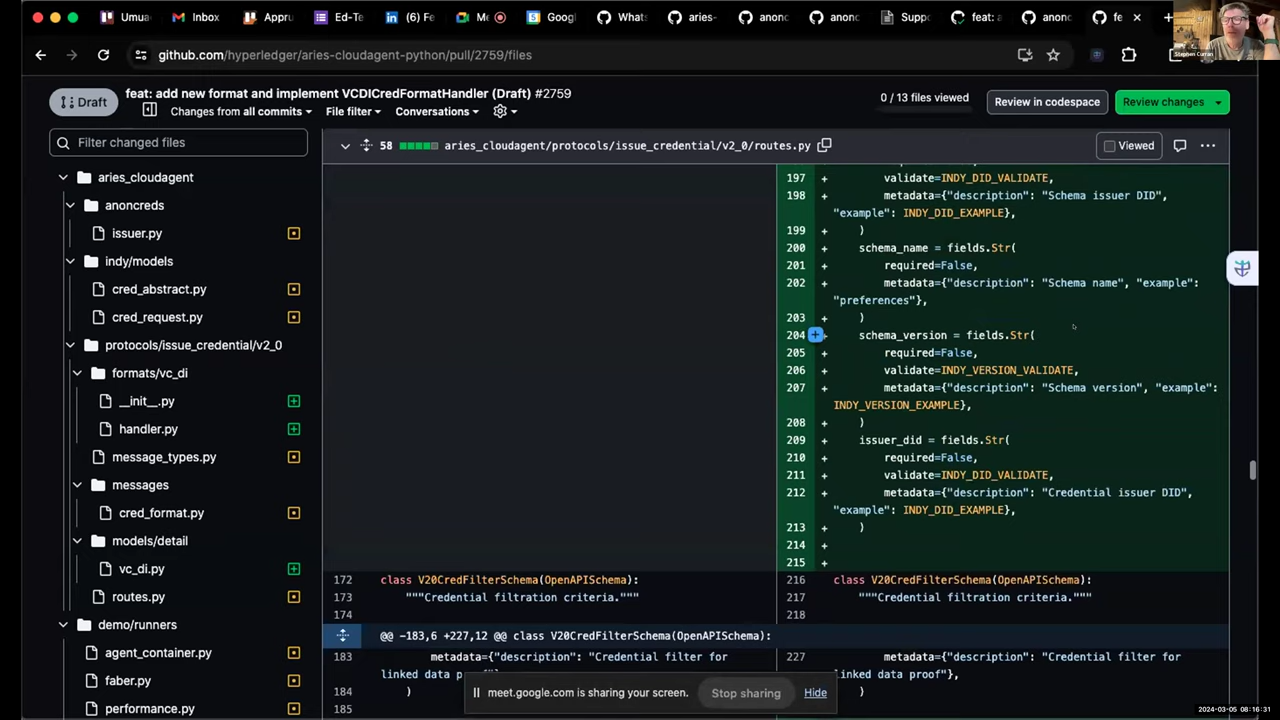 Umua
Inbox
Appru
Ed-Te
(6) Fe
Me
Googl
What:
aries-
anonc
anonc
Suppo
feat: a
anonc
fe
Stephen Curran
github.com/hyperledger/aries-cloudagent-python/pull/2759/files
Draft
feat: add new format and implement VCDICredFormatHandler (Draft) #2759
Changes from all commits
File filter
Conversations
0 / 13 files viewed
Review in codespace
Review changes
Filter changed files
58
aries_cloudagent/protocols/issue_credential/v2_0/routes.py
Viewed
aries_cloudagent
anoncreds
issuer.py
indy/models
cred_abstract.py
cred_request.py
protocols/issue_credential/v2_0
formats/vc_di
__init__.py
handler.py
message_types.py
messages
cred_format.py
models/detail
vc_di.py
routes.py
demo/runners
agent_container.py
faber.py
performance.py
197 + validate=INDY_DID_VALIDATE,
198 + metadata={"description": "Schema issuer DID",
"example": INDY_DID_EXAMPLE},
199 + )
200 + schema_name = fields.Str(
201 + required=False,
202 + metadata={"description": "Schema name", "example":
"preferences"},
203 + )
204 + schema_version = fields.Str(
205 + required=False,
206 + validate=INDY_VERSION_VALIDATE,
207 + metadata={"description": "Schema version", "example":
INDY_VERSION_EXAMPLE},
208 + )
209 + issuer_did = fields.Str(
210 + required=False,
211 + validate=INDY_DID_VALIDATE,
212 + metadata={"description": "Credential issuer DID",
"example": INDY_DID_EXAMPLE},
213 + )
214 +
215 +
172 class V20CredFilterSchema(OpenAPISchema):
216 class V20CredFilterSchema(OpenAPISchema):
173 """Credential filtration criteria."""
217 """Credential filtration criteria."""
174
218
@@ -183,6 +227,12 @@ class V20CredFilterSchema(OpenAPISchema):
183 metadata={"description": "Credential filter for
linked data proof"
227 metadata={"description": "Credential filter for
linked data proof"},
184 )
)
185
meet.google.com is sharing your screen.
Stop sharing
Hide
2024-03-05 08:16:31